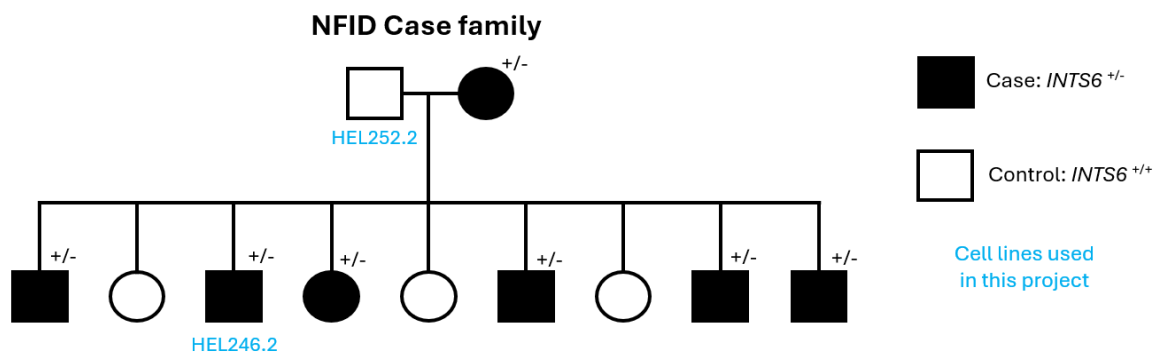 NFID Case family
+/-
HEL252.2
Case: INTS6 +/-
Control: INTS6 +/+
Cell lines used
in this project
+/-
+/-
+/-
+/-
+/-
+/-
HEL246.2